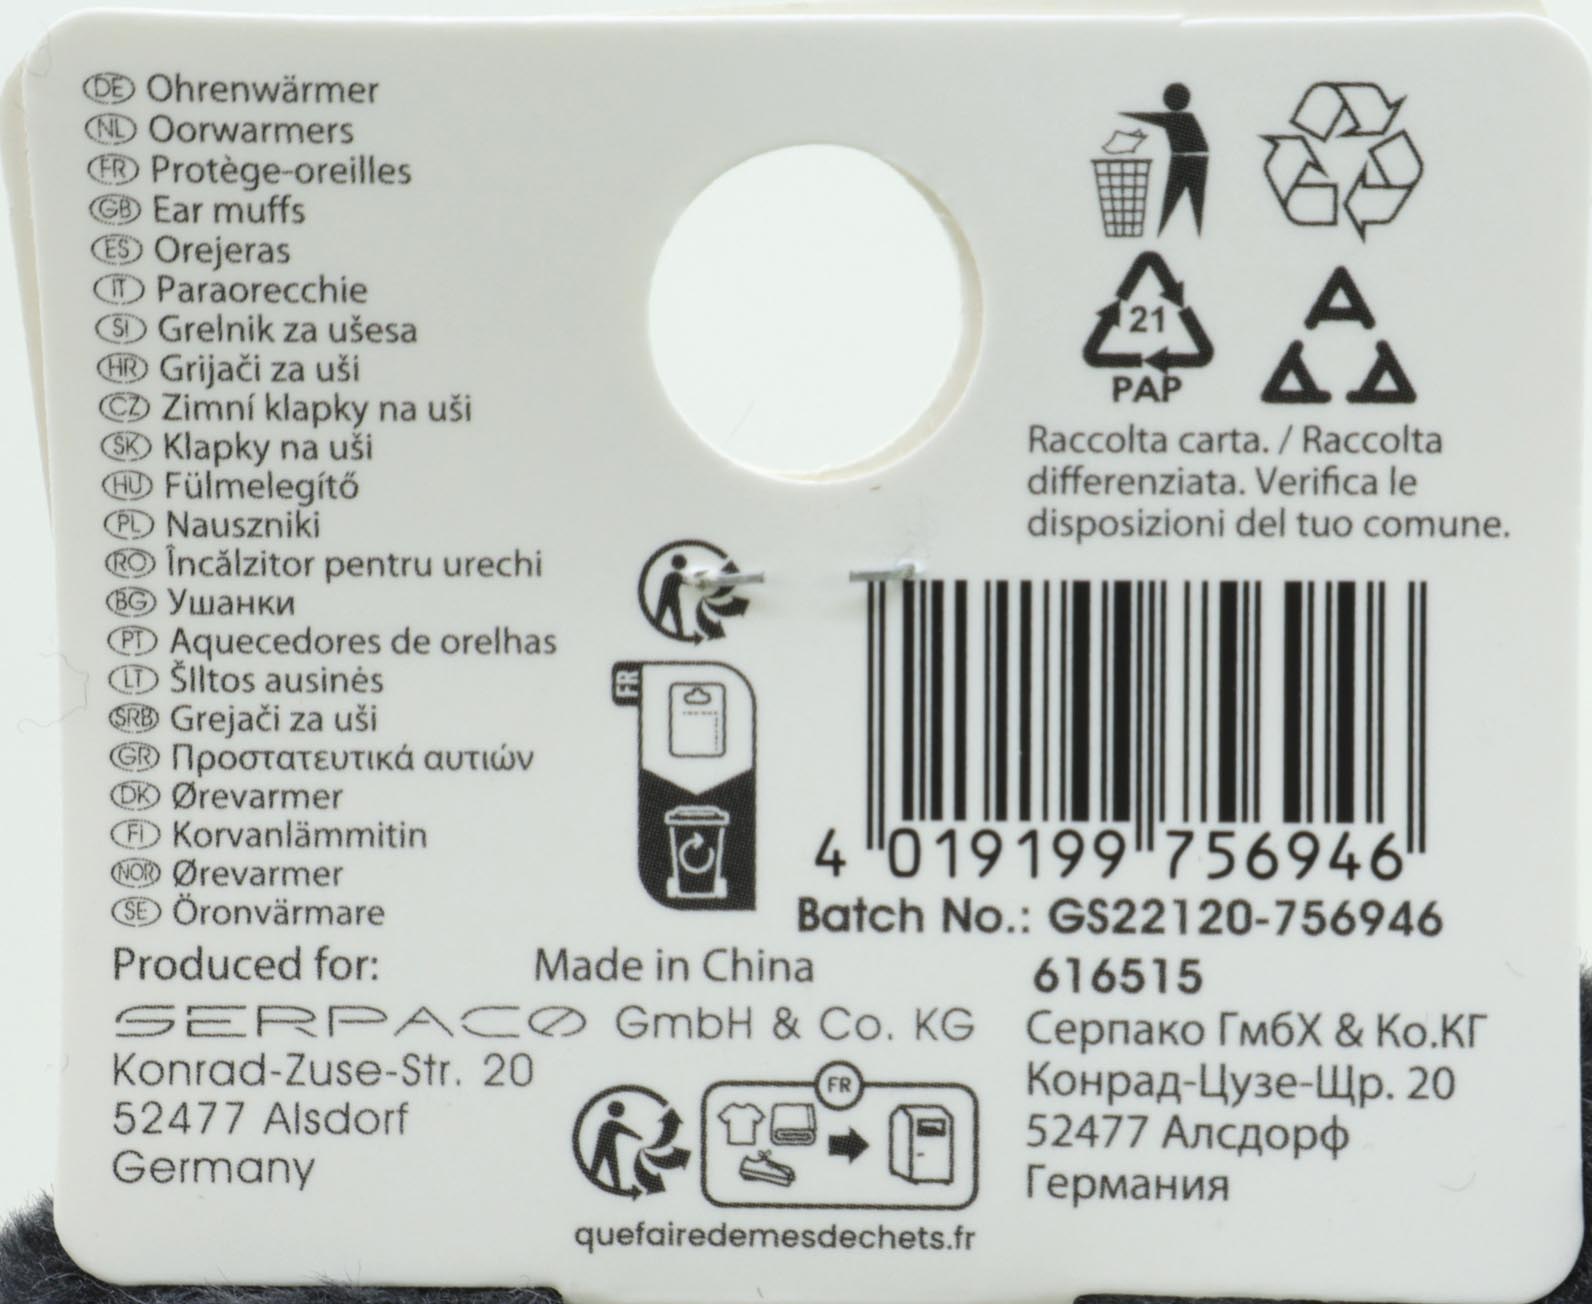 DE Ohrenwärmer
NL Oorwarmers
FR Protège-oreilles
GB Ear muffs
ES Orejeras
IT Paraorecchie
SI Grelnik za ušesa
HR Grijači za uši
CZ Zimní klapky na uši
SK Klapky na uši
HU Fülmelegítő
PL Nauszniki
RO Încălzitor pentru urechi
BG Ушанки
PT Aquecedores de orelhas
LT Šlltos ausinės
SRB Grejači za uši
GR Προστατευτικά αυτιών
DK Ørevarmer
FI Korvanlämmitin
NOR Ørevarmer
SE Öronvärmare
Produced for:
SERPACO GmbH & Co. KG
Konrad-Zuse-Str. 20
52477 Alsdorf
Germany
Made in China
FR
FR
quefairedemesdechets.fr
21
PAP
Raccolta carta. / Raccolta
differenziata. Verifica le
disposizioni del tuo comune.
4 019199 756946
Batch No.: GS22120-756946
616515
Серпако ГмбХ & Ко.КГ
Конрад-Цузе-Щр. 20
52477 Алсдорф
Германия